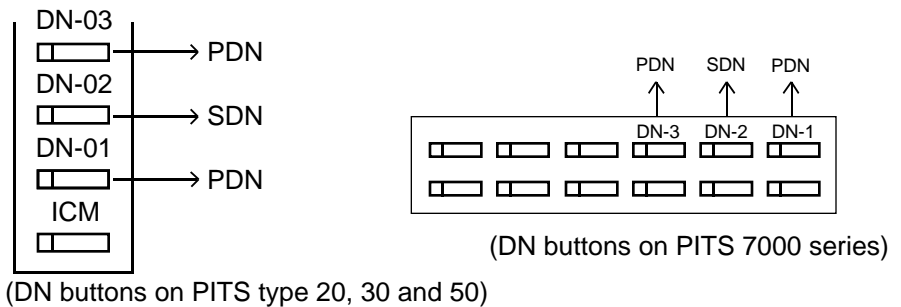 DN-03
PDN
DN-02
SDN
DN-01
PDN
ICM
(DN buttons on PITS type 20, 30 and 50)
PDN SDN PDN
DN-3 DN-2 DN-1
(DN buttons on PITS 7000 series)